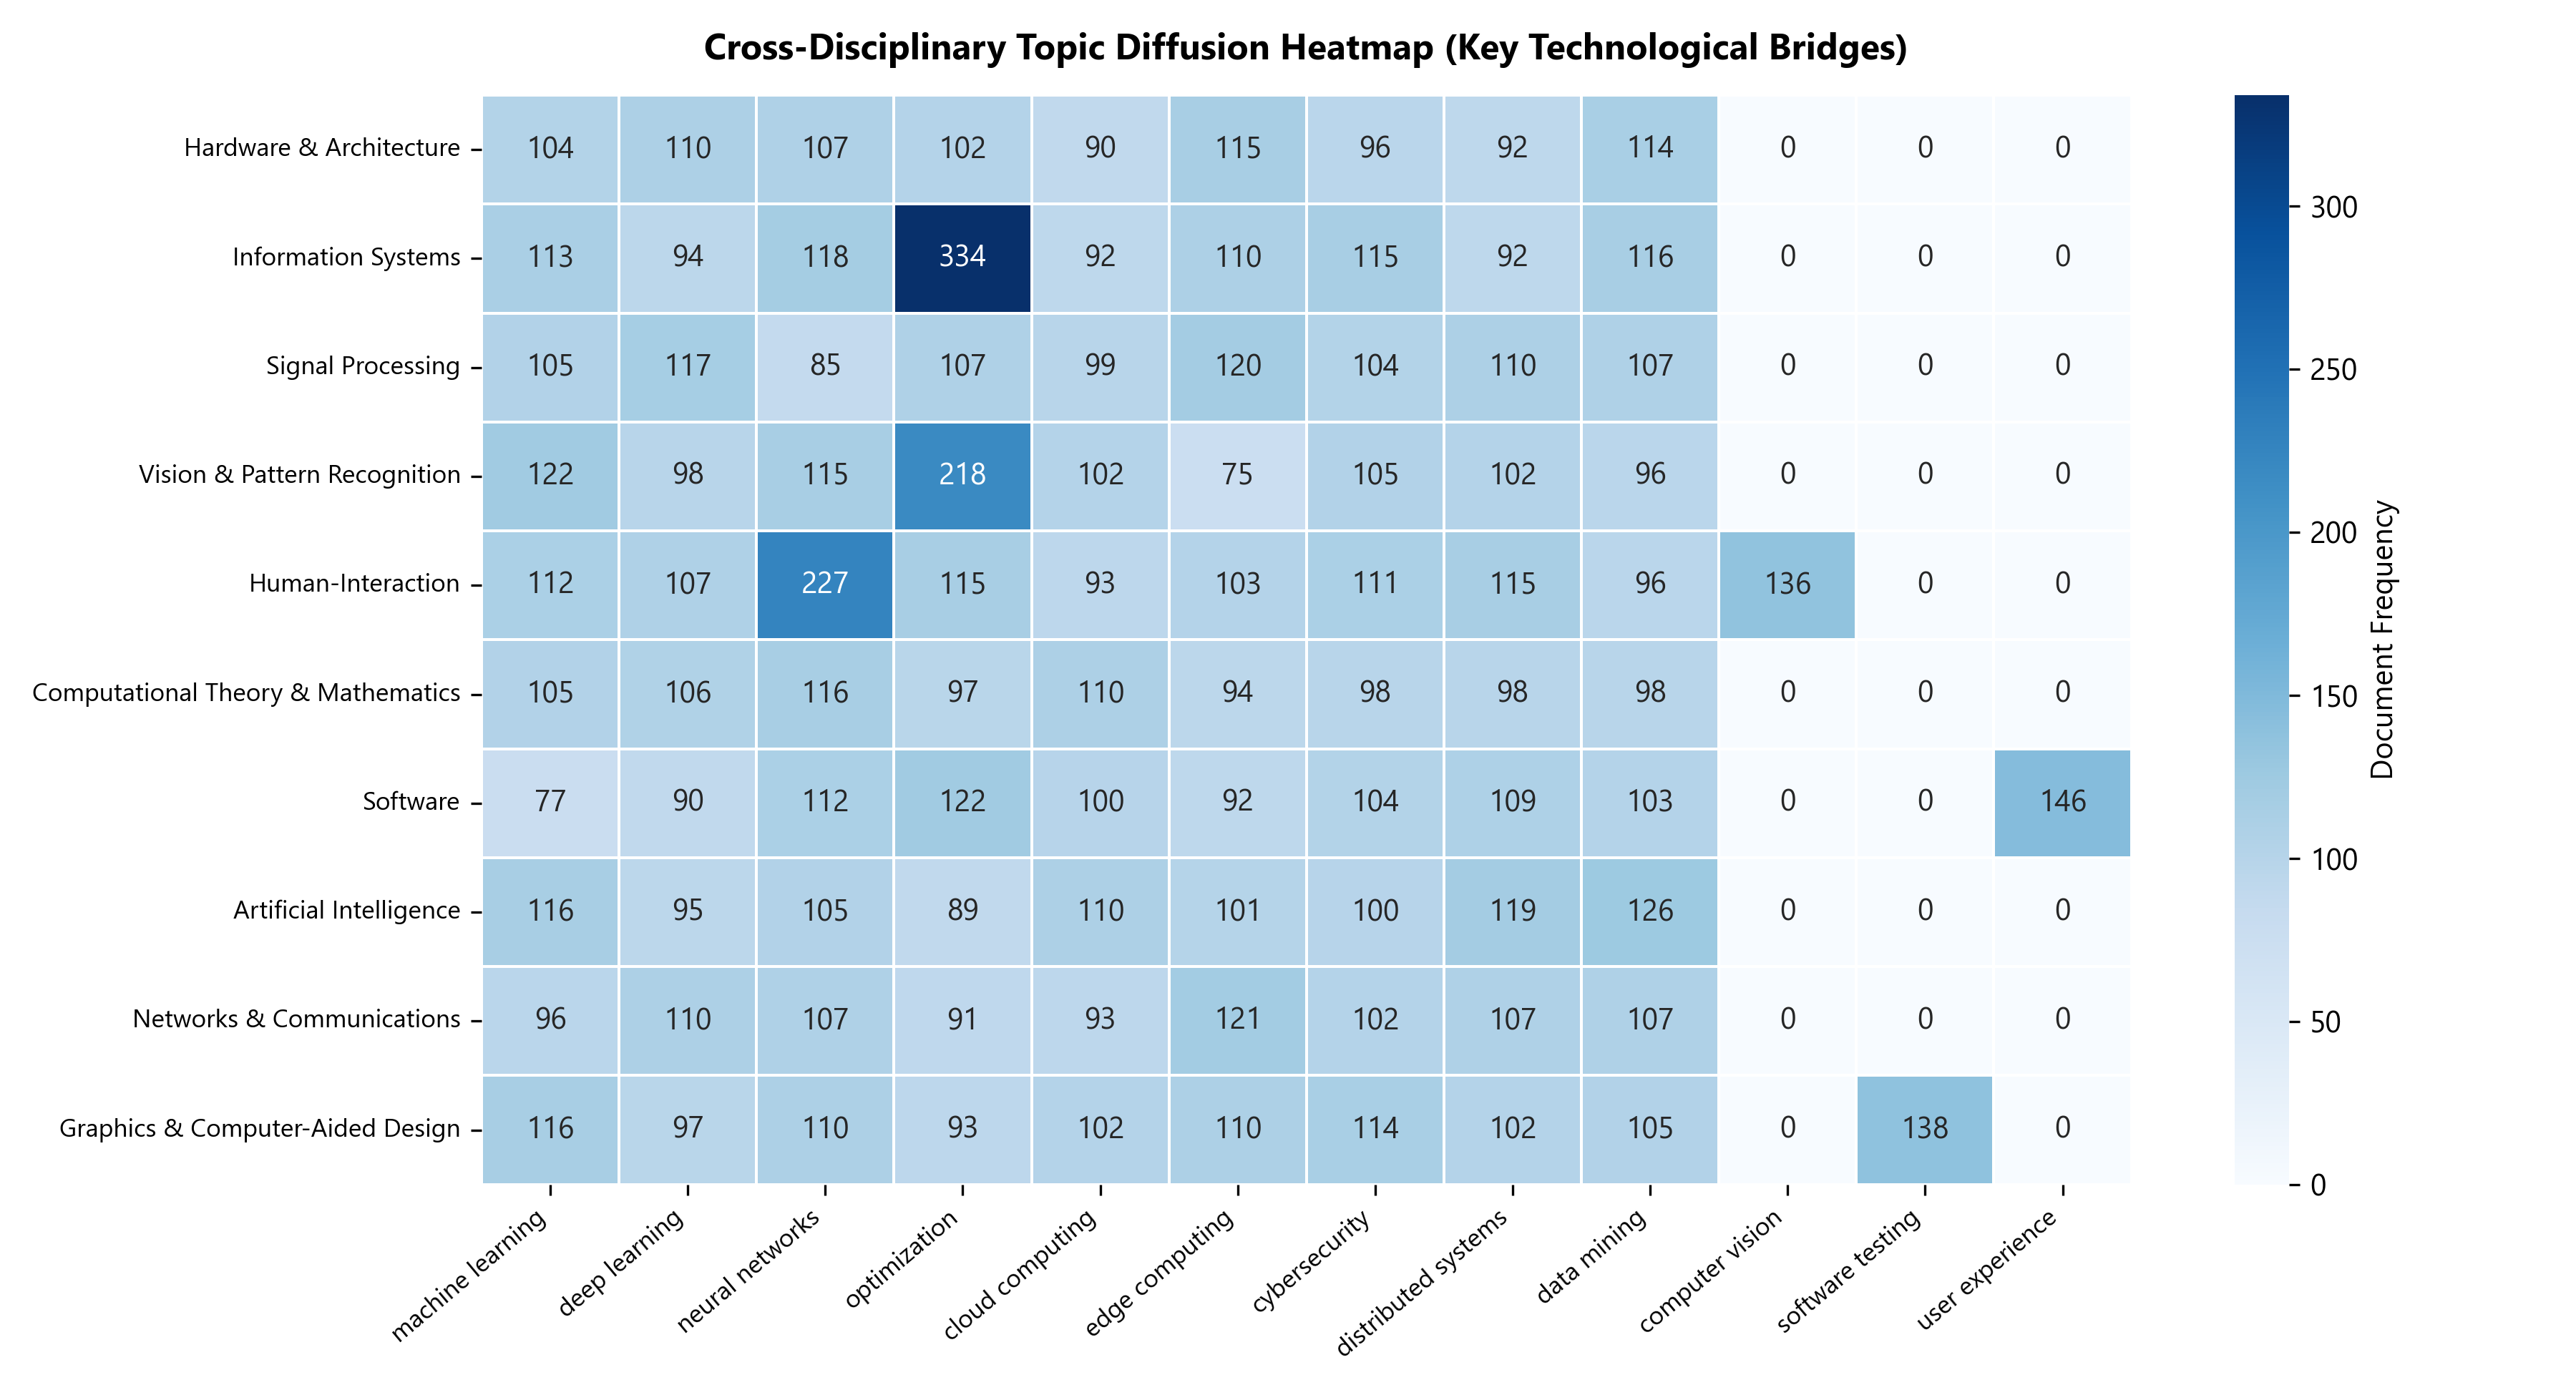 Cross-Disciplinary Topic Diffusion Heatmap (Key Technological Bridges)
Hardware & Architecture 104 110 107 102 90 115 96 92 114 0 0 0
Information Systems 113 94 118 334 92 110 115 92 116 0 0 0
Signal Processing 105 117 85 107 99 120 104 110 107 0 0 0
Vision & Pattern Recognition 122 98 115 218 102 75 105 102 96 0 0 0
Human-Interaction 112 107 227 115 93 103 111 115 96 136 0 0
Computational Theory & Mathematics 105 106 116 97 110 94 98 98 98 0 0 0
Software 77 90 112 122 100 92 104 109 103 0 0 146
Artificial Intelligence 116 95 105 89 110 101 100 119 126 0 0 0
Networks & Communications 96 110 107 91 93 121 102 107 107 0 0 0
Graphics & Computer-Aided Design 116 97 110 93 102 110 114 102 105 0 138 0
machine learning
deep learning
neural networks
optimization
cloud computing
edge computing
cybersecurity
distributed systems
data mining
computer vision
software testing
user experience
300
250
200
150
100
50
0
Document Frequency